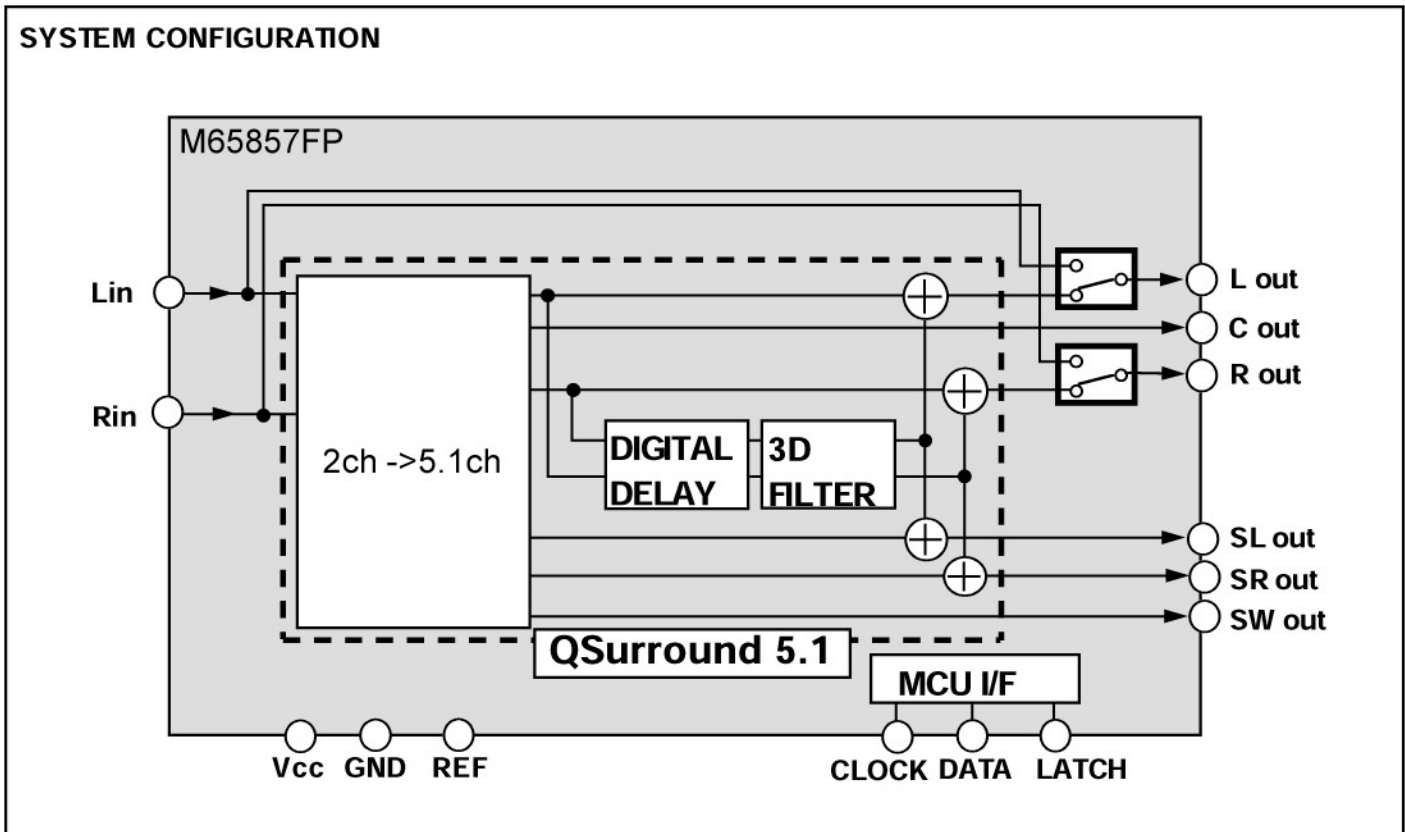 SYSTEM CONFIGURATION
M65857FP
Lin
Rin
2ch ->5.1ch
DIGITAL
DELAY
3D
FILTER
L out
C out
R out
SL out
SR out
SW out
QSurround 5.1
MCU I/F
Vcc GND REF
CLOCK DATA LATCH